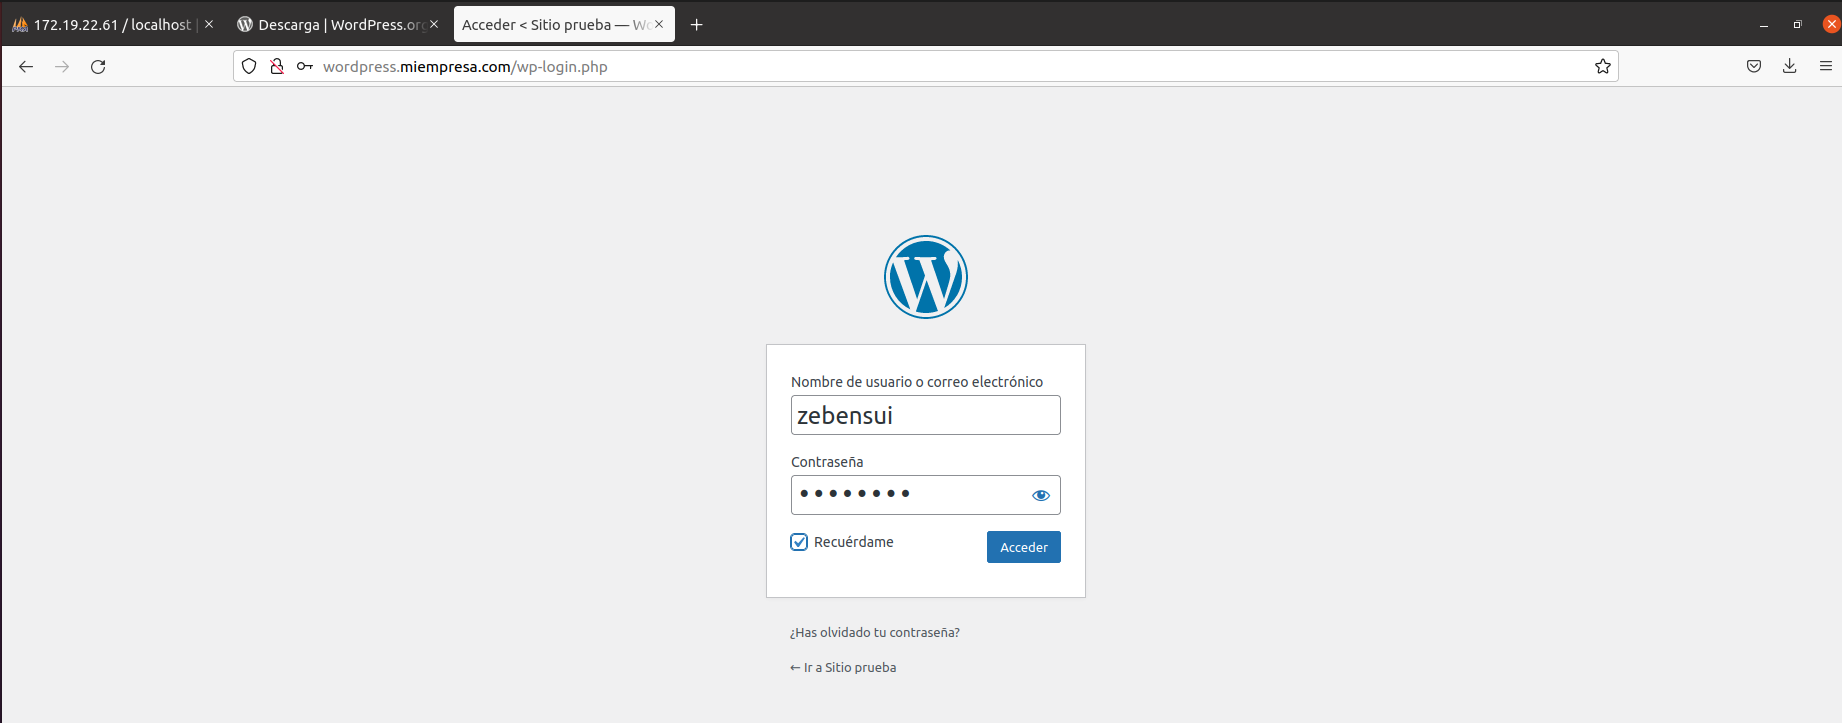 172.19.22.61 / localhost |
Descarga | WordPress.org
Acceder < Sitio prueba — Wo
wordpress.miempresa.com/wp-login.php
Nombre de usuario o correo electrónico
zebensui
Contraseña
••••••••
Recuérdame
Acceder
¿Has olvidado tu contraseña?
← Ir a Sitio prueba